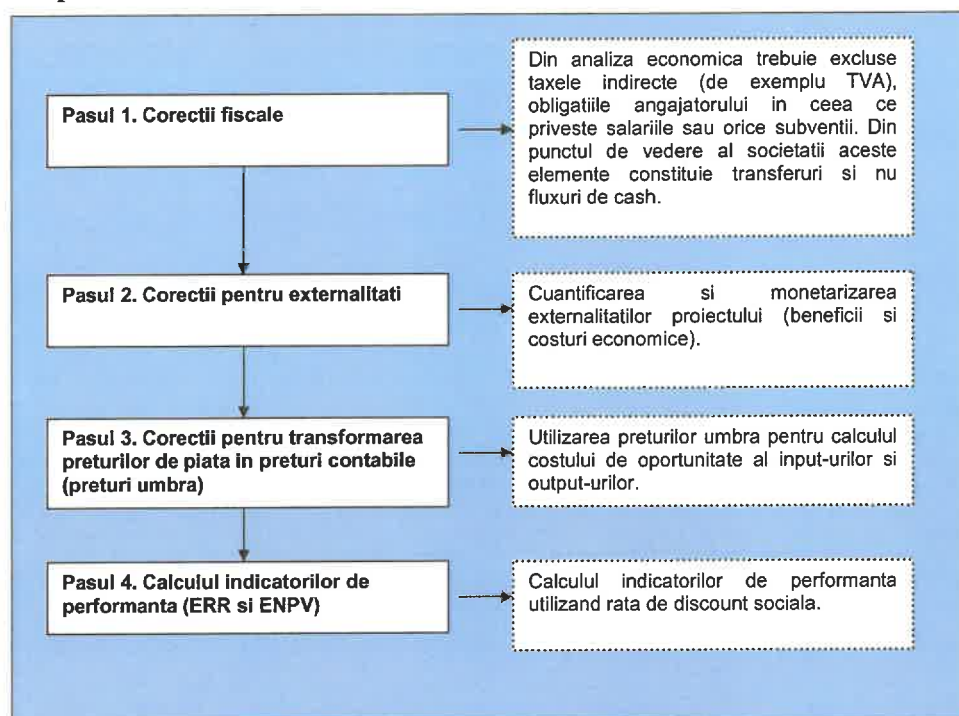 Pasul 1. Corectii fiscale
Din analiza economica trebuie excluse
taxele indirecte (de exemplu TVA),
obligatiile angajatorului in ceea ce
priveste salariile sau orice subventii. Din
punctul de vedere al societatii aceste
elemente constituie transferuri si nu
fluxuri de cash.
Pasul 2. Corectii pentru externalitati
Cuantificarea si monetarizarea
externalitatilor proiectului (beneficii si
costuri economice).
Pasul 3. Corectii pentru transformarea
preturilor de piata in preturi contabile
(preturi umbra)
Utilizarea preturilor umbra pentru calculul
costului de oportunitate al input-urilor si
output-urilor.
Pasul 4. Calculul indicatorilor de
performanta (ERR si ENPV)
Calculul indicatorilor de performanta
utilizand rata de discount sociala.